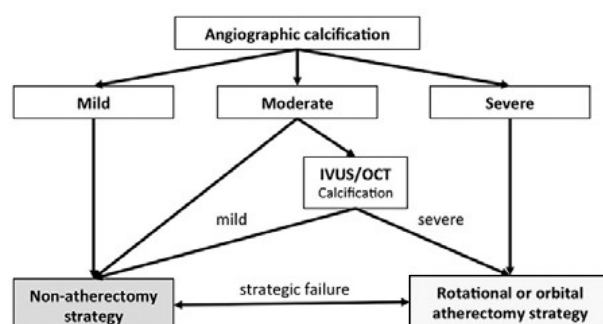 Angiographic calcification
Mild
Moderate
Severe
IVUS/OCT
Calcification
mild
severe
Non-atherectomy
strategy
strategic failure
Rotational or orbital
atherectomy strategy